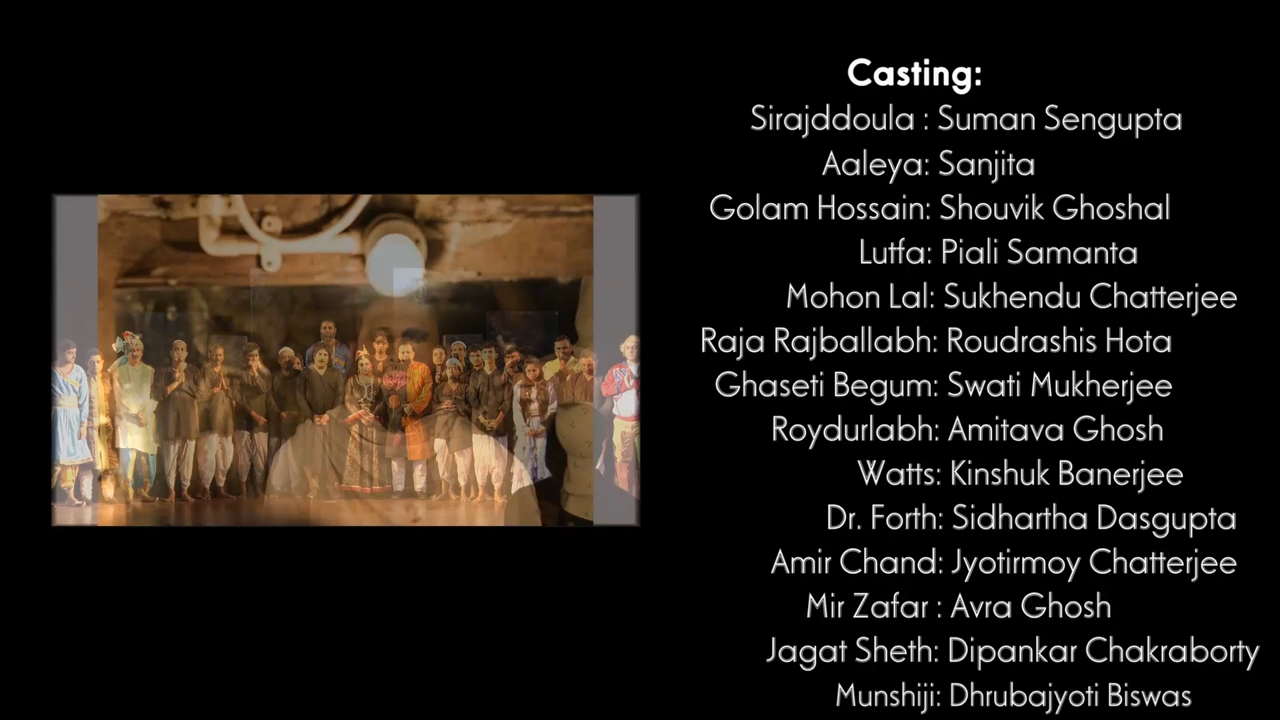 Casting:
Sirajddoula : Suman Sengupta
Aaleya: Sanjita
Golam Hossain: Shouvik Ghoshal
Lutfa: Piali Samanta
Mohon Lal: Sukhendu Chatterjee
Raja Rajballabh: Roudrashis Hota
Ghaseti Begum: Swati Mukherjee
Roydurlabh: Amitava Ghosh
Watts: Kinshuk Banerjee
Dr. Forth: Sidhartha Dasgupta
Amir Chand: Jyotirmoy Chatterjee
Mir Zafar : Avra Ghosh
Jagat Sheth: Dipankar Chakraborty
Munshiji: Dhrubajyoti Biswas